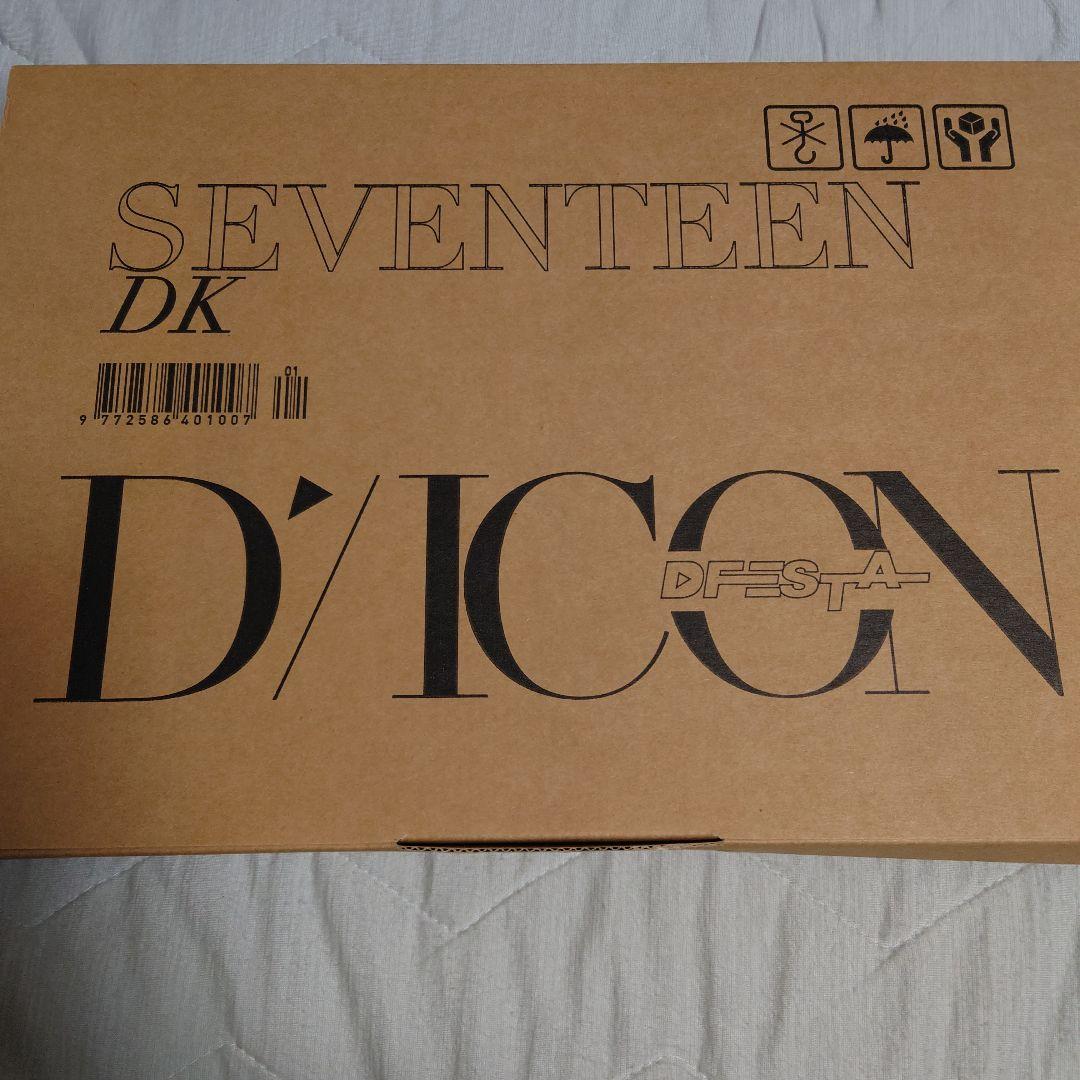 SEVENTEEN
DK
01
9 772586 401007
D'/ICON
DFESTA